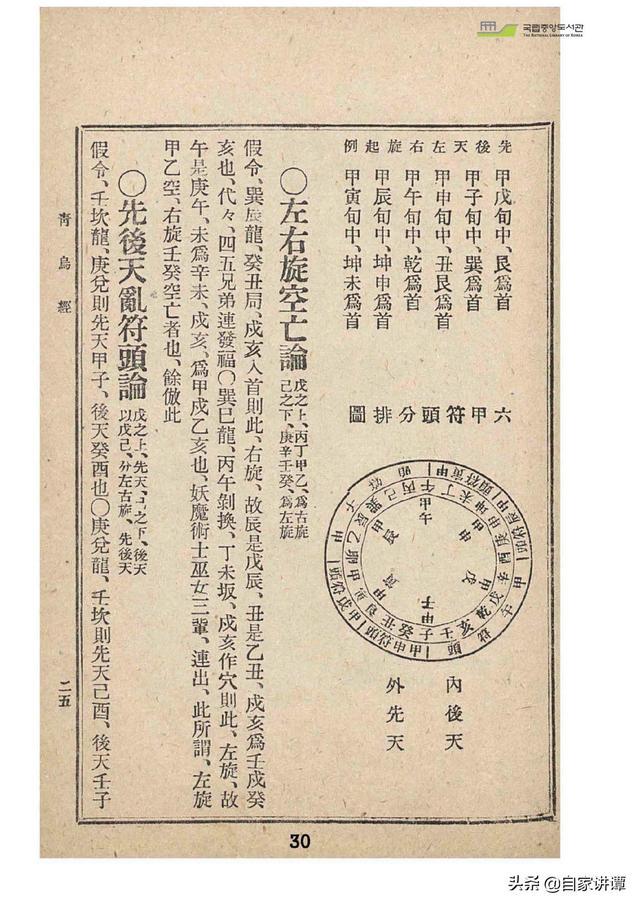 국립중앙도서관
THE NATIONAL LIBRARY OF KOREA
先後天左右旋起例
甲戌旬中、艮爲首
甲子旬中、巽爲首
甲申旬中、丑艮爲首
甲午旬中、乾爲首
甲辰旬中、坤申爲首
甲寅旬中、坤未爲首
六甲符頭分排圖
內後天
外先天
○左右旋空亡論 戊之上、丙丁甲乙、爲右旋
己之下、庚辛壬癸、爲左旋
假令、巽辰龍、癸丑局、戌亥入首則此、右旋、故辰是戊辰、丑是乙丑、戌亥爲壬戌癸
亥也、代々、四五兄弟連發福○巽巳龍、丙午剝換、丁未坂、戌亥作穴則此、左旋、故
午是庚午、未爲辛未、戌亥、爲甲戌乙亥也、妖魔術士巫女三輩、連出、此所謂、左旋
甲乙空、右旋壬癸空亡者也、餘倣此
○先後天亂符頭論 戊之上、先天、己之下、後天
以戊己、分左右旋、先後天
假令、壬坎龍、庚兌則先天甲子、後天癸酉也○庚兌龍、壬坎則先天己酉、後天壬子
靑烏經
二五
30
头条 @自家讲谭